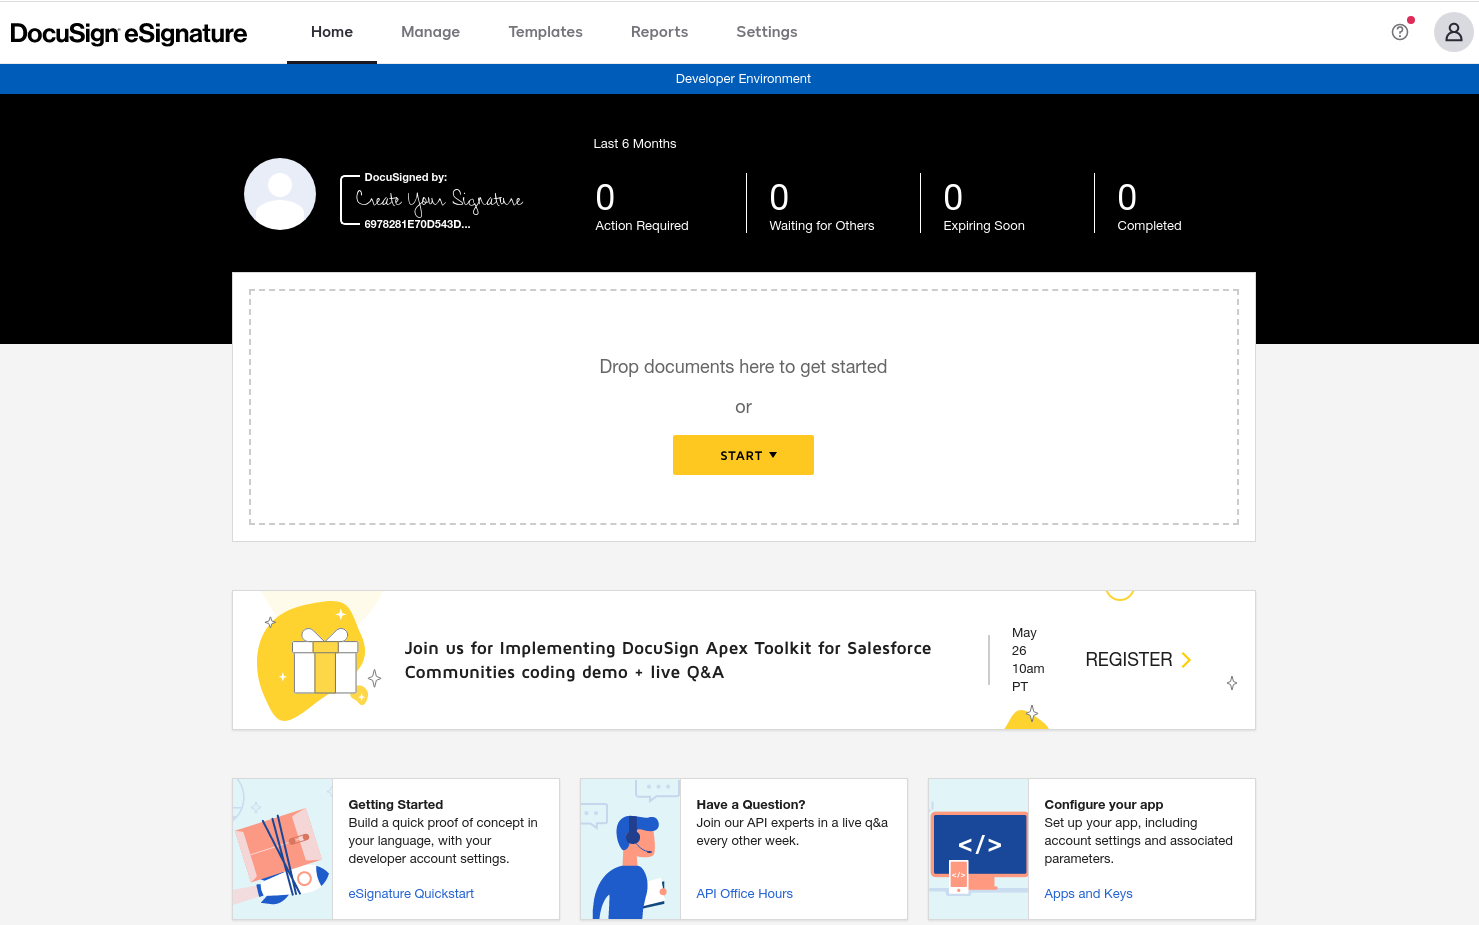 DocuSign eSignature
Home
Manage
Templates
Reports
Settings
Developer Environment
Last 6 Months
DocuSigned by:
Create Your Signature
6978281E70D543D...
0
Action Required
0
Waiting for Others
0
Expiring Soon
0
Completed
Drop documents here to get started
or
START
Join us for Implementing DocuSign Apex Toolkit for Salesforce
Communities coding demo + live Q&A
May
26
10am
PT
REGISTER
Getting Started
Build a quick proof of concept in
your language, with your
developer account settings.
eSignature Quickstart
Have a Question?
Join our API experts in a live q&a
every other week.
API Office Hours
</>
</>
Configure your app
Set up your app, including
account settings and associated
parameters.
Apps and Keys